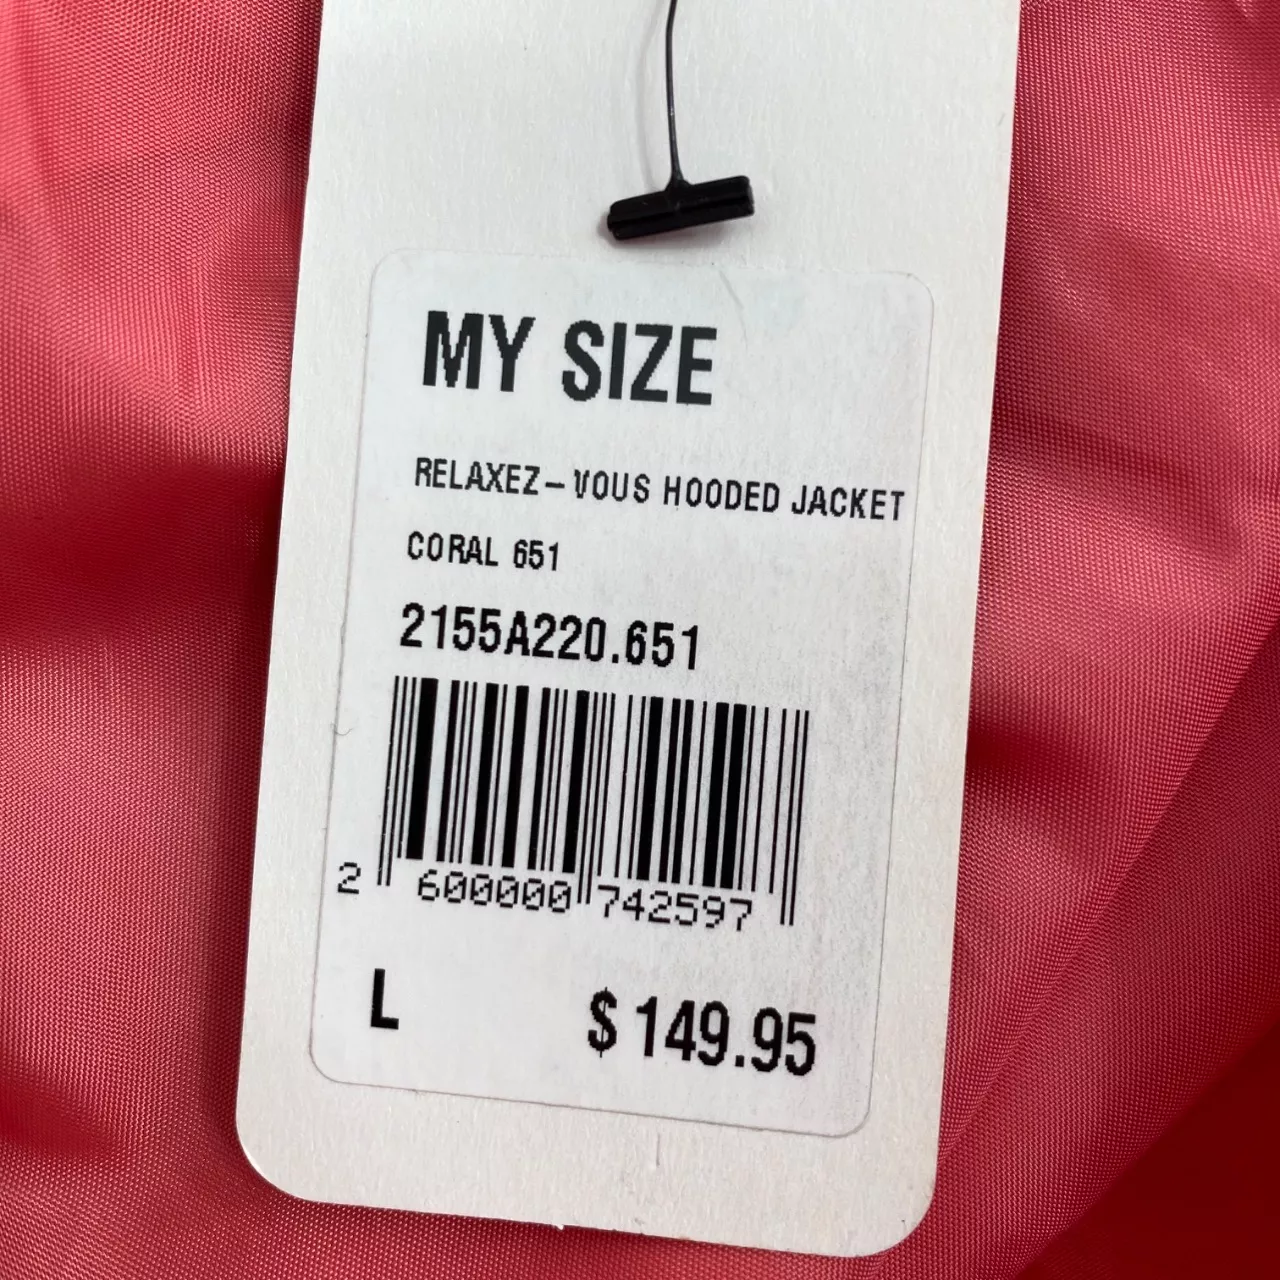 MY SIZE
RELAXEZ-VOUS HOODED JACKET
CORAL 651
2155A220.651
2 600000 742597
L $149.95